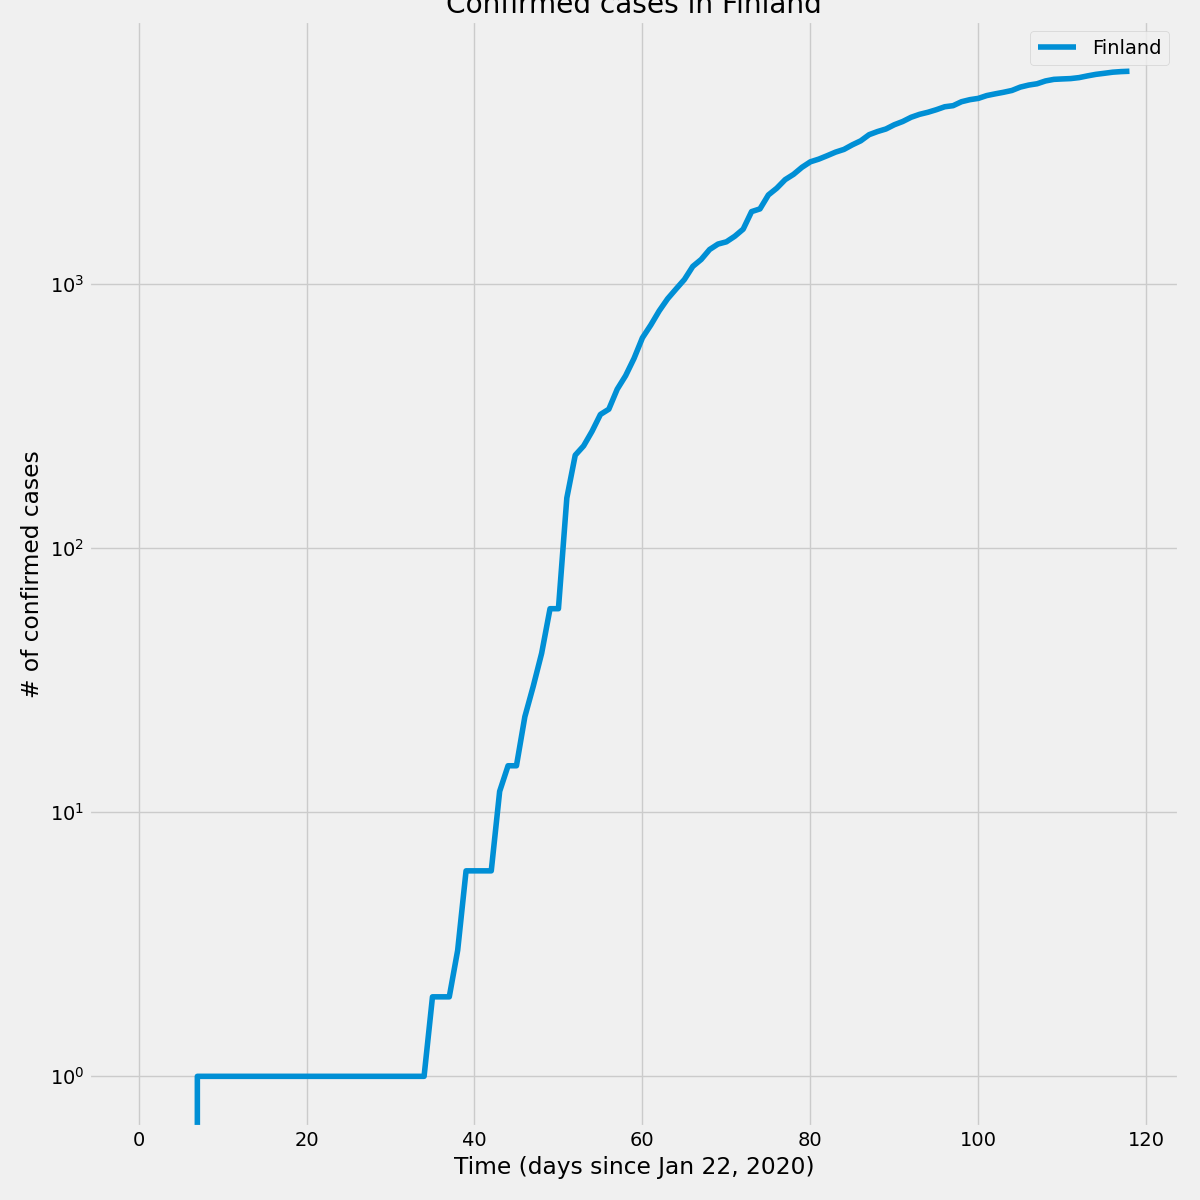 Confirmed cases in Finland
Finland
10³
10²
10¹
10⁰
# of confirmed cases
0 20 40 60 80 100 120
Time (days since Jan 22, 2020)